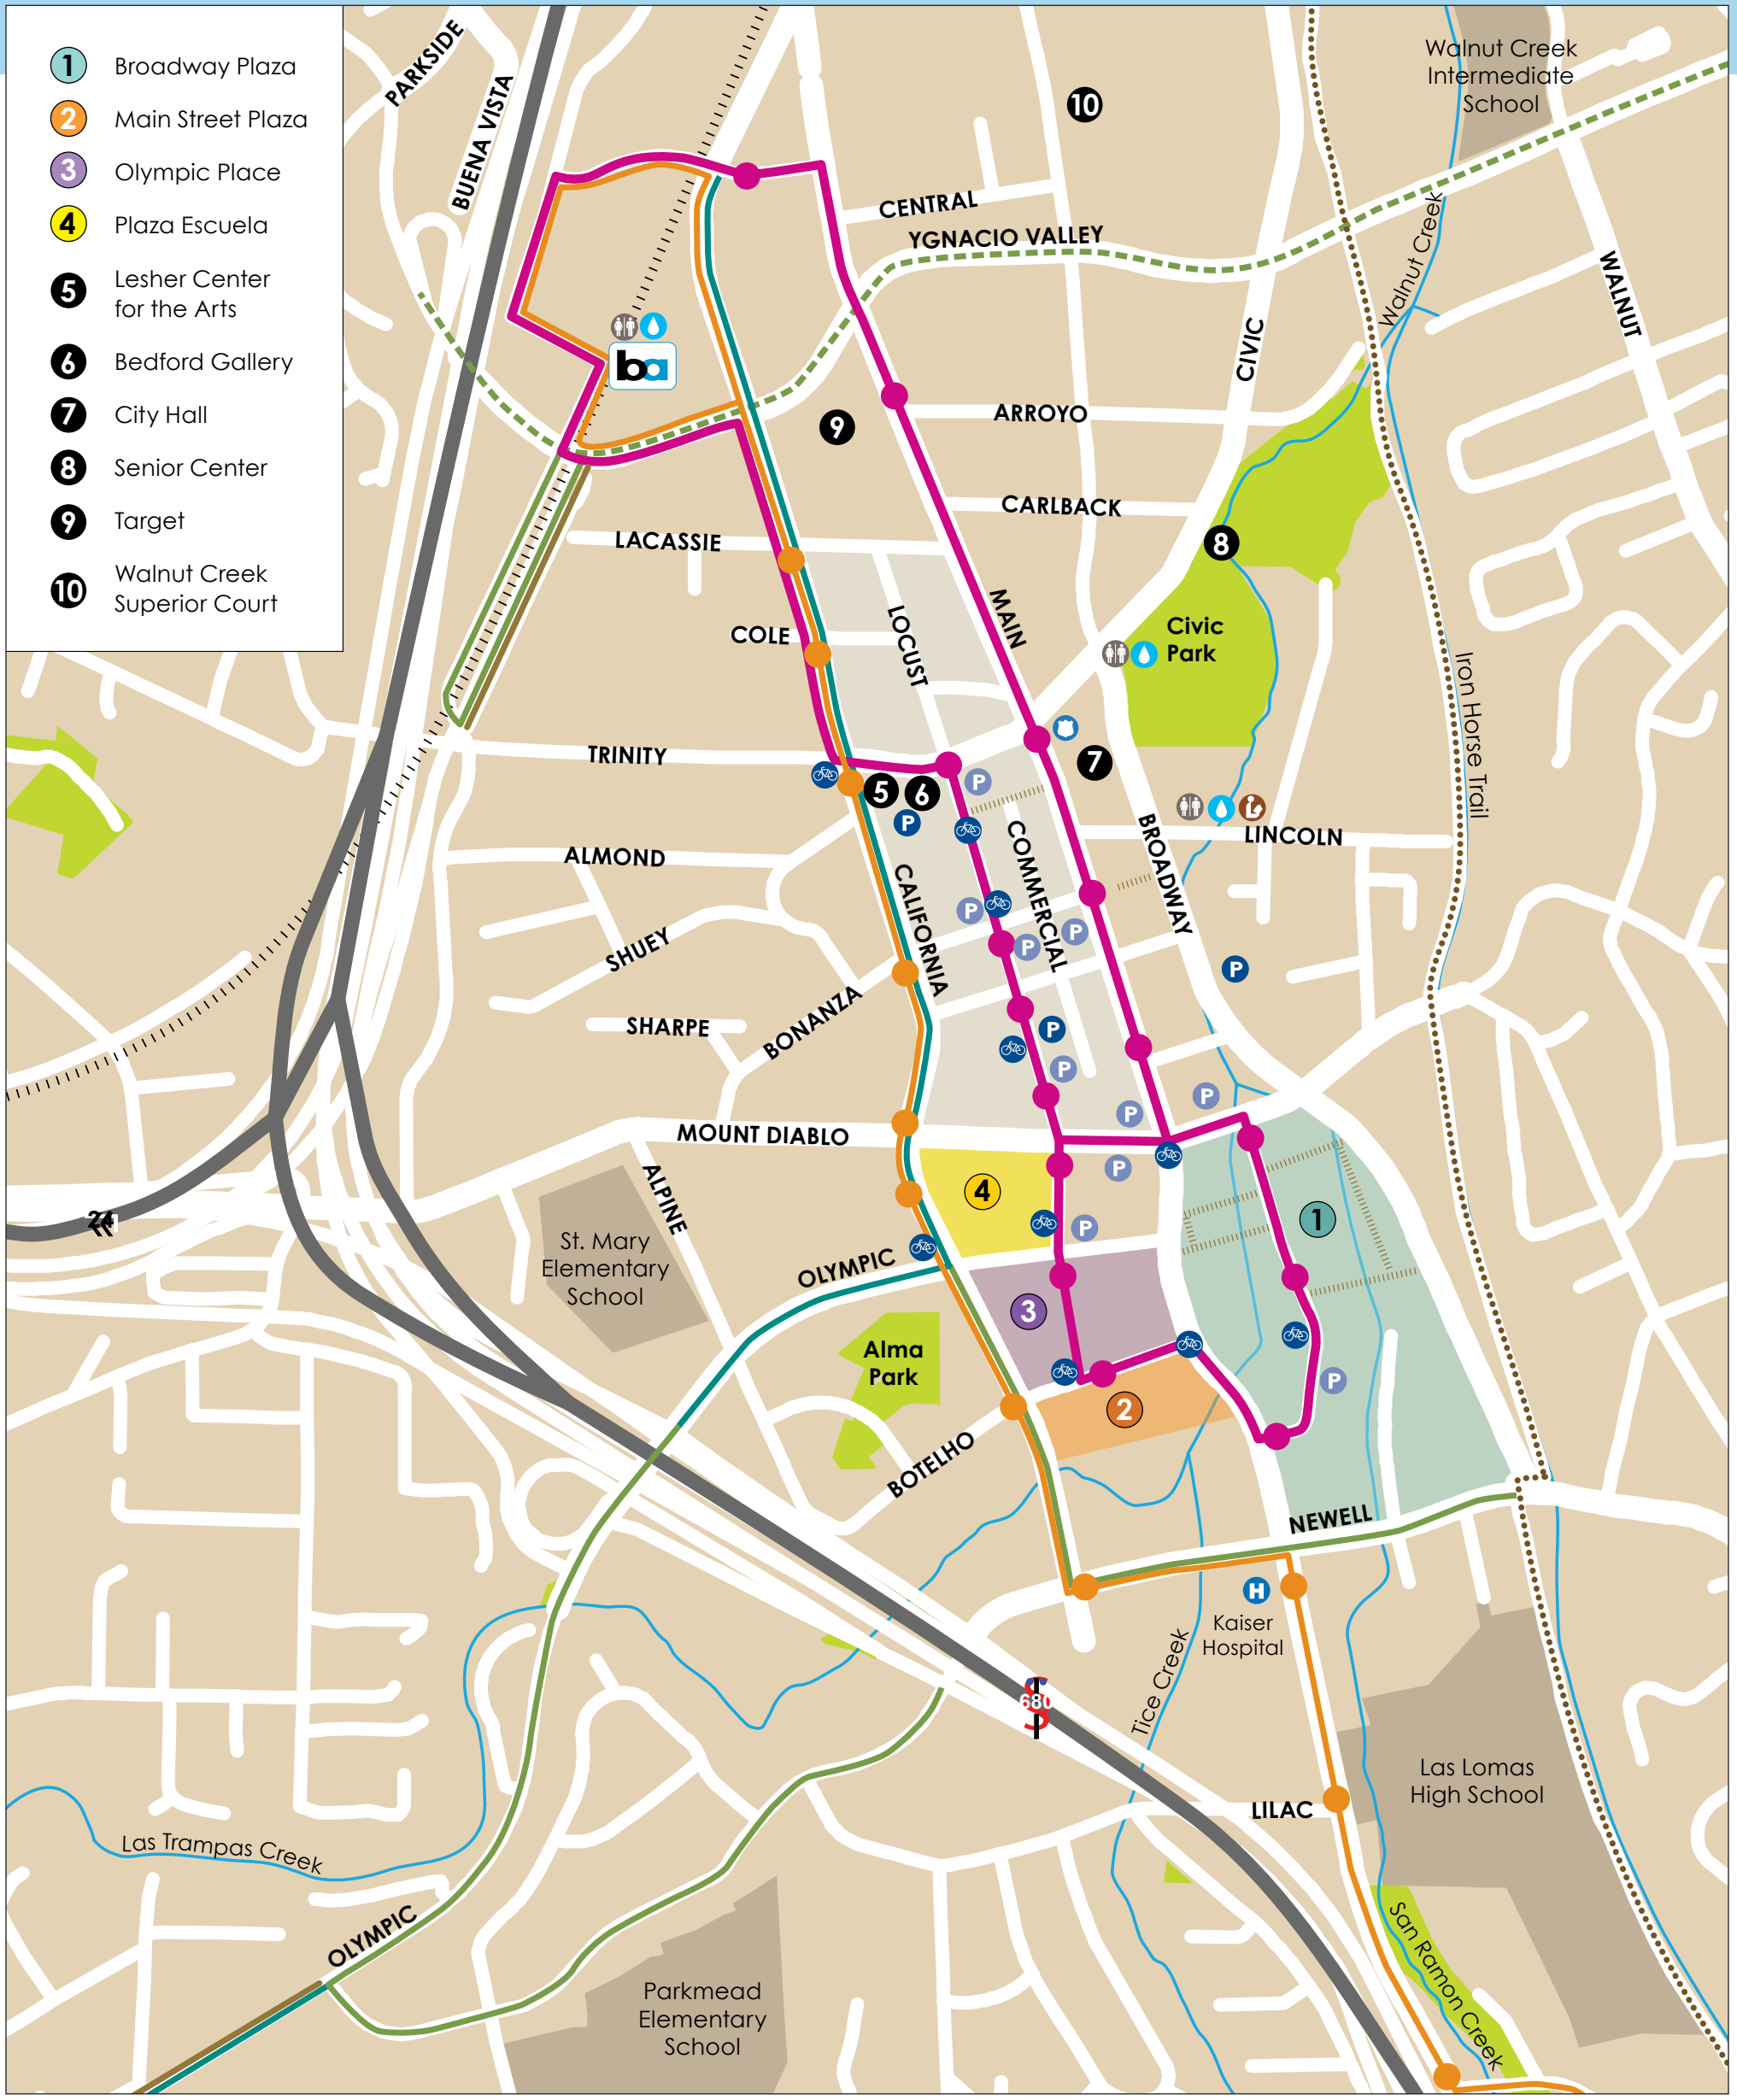 1 Broadway Plaza
2 Main Street Plaza
3 Olympic Place
4 Plaza Escuela
5 Lesher Center
for the Arts
6 Bedford Gallery
7 City Hall
8 Senior Center
9 Target
10 Walnut Creek
Superior Court
PARKSIDE
BUENA VISTA
10
Walnut Creek
Intermediate
School
CENTRAL
YGNACIO VALLEY
Walnut Creek
WALNUT
CIVIC
ba
9
ARROYO
CARLBACK
LACASSIE
8
MAIN
LOCUST
COLE
Civic
Park
Iron Horse Trail
TRINITY
7
5
6
P
P
LINCOLN
ALMOND
COMMERCIAL
BROADWAY
CALIFORNIA
P
P
P
SHUEY
P
BONANZA
SHARPE
P
P
P
P
MOUNT DIABLO
P
ALPINE
4
1
24
P
St. Mary
Elementary
School
OLYMPIC
3
Alma
Park
P
2
BOTELHO
NEWELL
H
Kaiser
Hospital
Tice Creek
680
Las Lomas
High School
LILAC
Las Trampas Creek
OLYMPIC
San Ramon Creek
Parkmead
Elementary
School